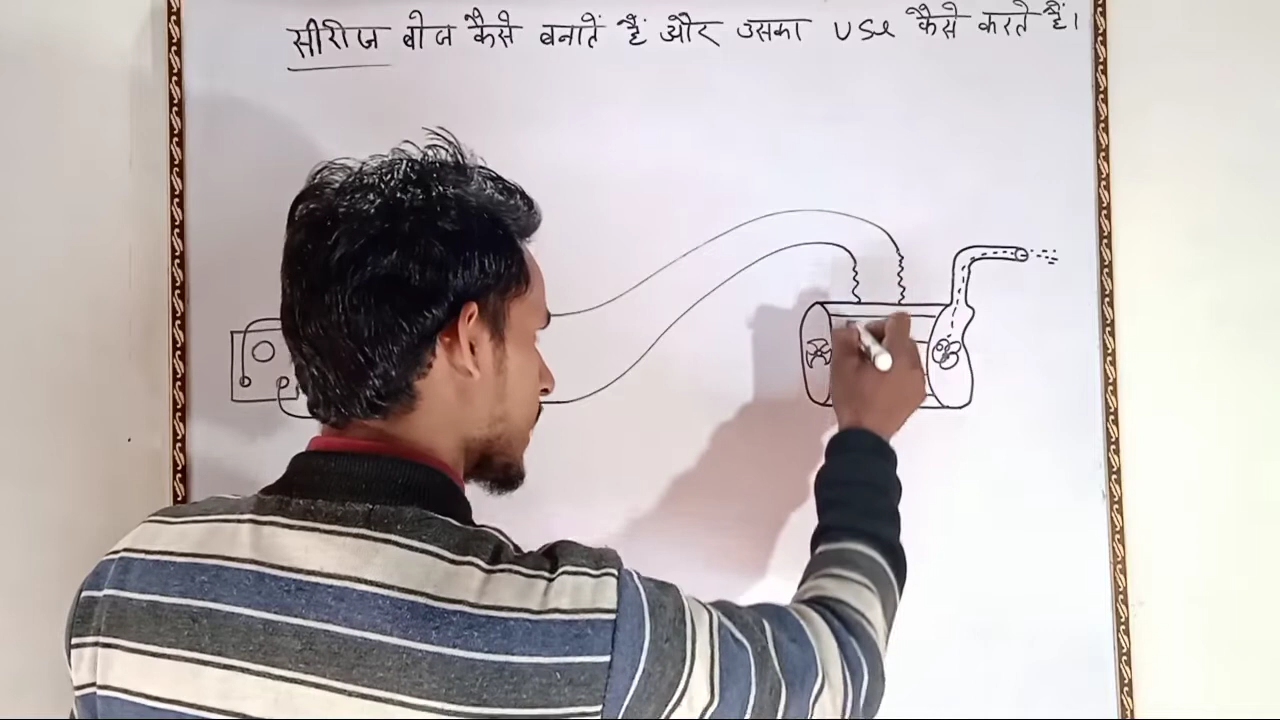 सीरीज बोज कैसे बनातें हैं और उसका use कैसे करते हैं।